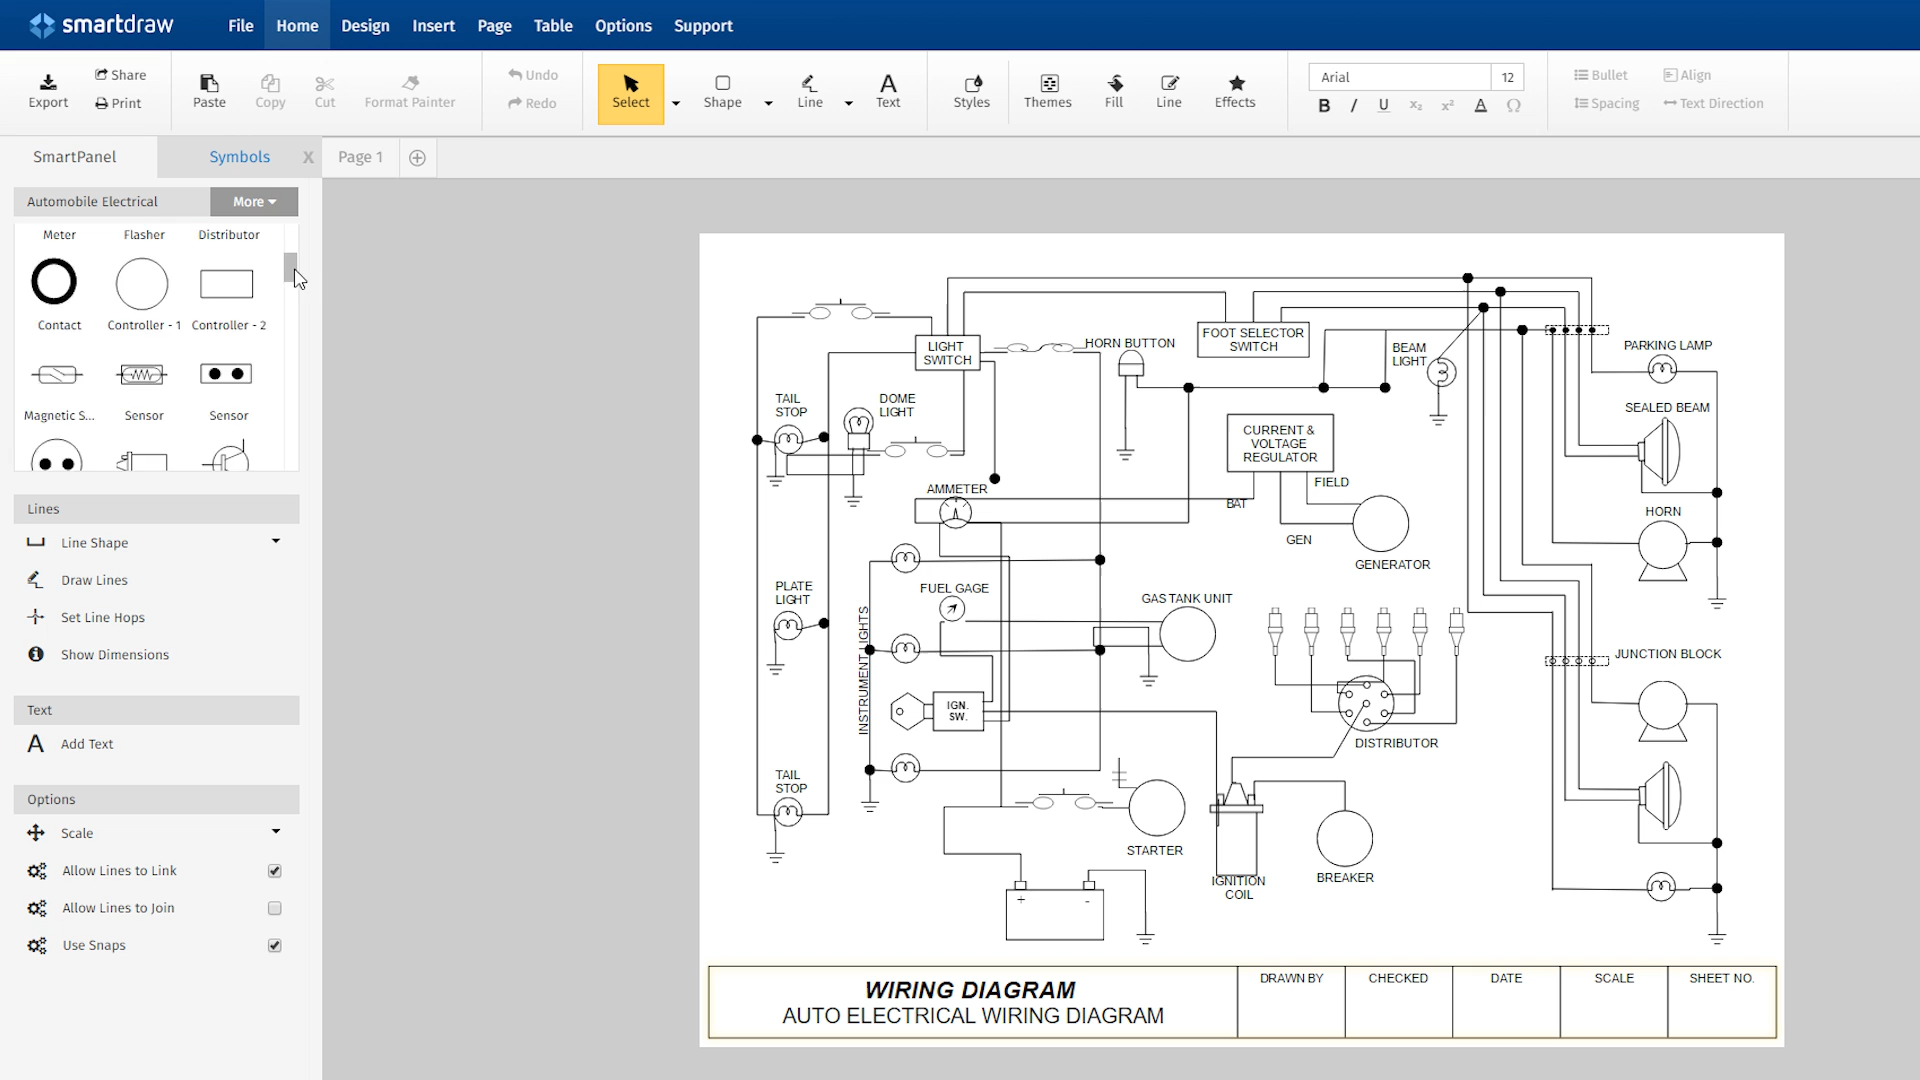 smartdraw
File Home Design Insert Page Table Options Support
Export Share Print Paste Copy Cut Format Painter Undo Redo Select Shape Line Text Styles Themes Fill Line Effects Arial 12 B I U x₂ x² A Ω Bullet Spacing Align Text Direction
SmartPanel
Symbols X
Page 1
Automobile Electrical
More
Meter Flasher Distributor
Contact Controller - 1 Controller - 2
Magnetic S... Sensor Sensor
Lines
Line Shape
Draw Lines
Set Line Hops
Show Dimensions
Text
A Add Text
Options
Scale
Allow Lines to Link
Allow Lines to Join
Use Snaps
LIGHT
SWITCH
HORN BUTTON
FOOT SELECTOR
SWITCH
BEAM
LIGHT
PARKING LAMP
TAIL
STOP
DOME
LIGHT
SEALED BEAM
CURRENT &
VOLTAGE
REGULATOR
AMMETER
BAT
FIELD
GEN
GENERATOR
HORN
PLATE
LIGHT
FUEL GAGE
GAS TANK UNIT
INSTRUMENT LIGHTS
JUNCTION BLOCK
IGN.
SW.
DISTRIBUTOR
TAIL
STOP
STARTER
IGNITION
COIL
BREAKER
+ -
WIRING DIAGRAM
AUTO ELECTRICAL WIRING DIAGRAM
DRAWN BY CHECKED DATE SCALE SHEET NO.